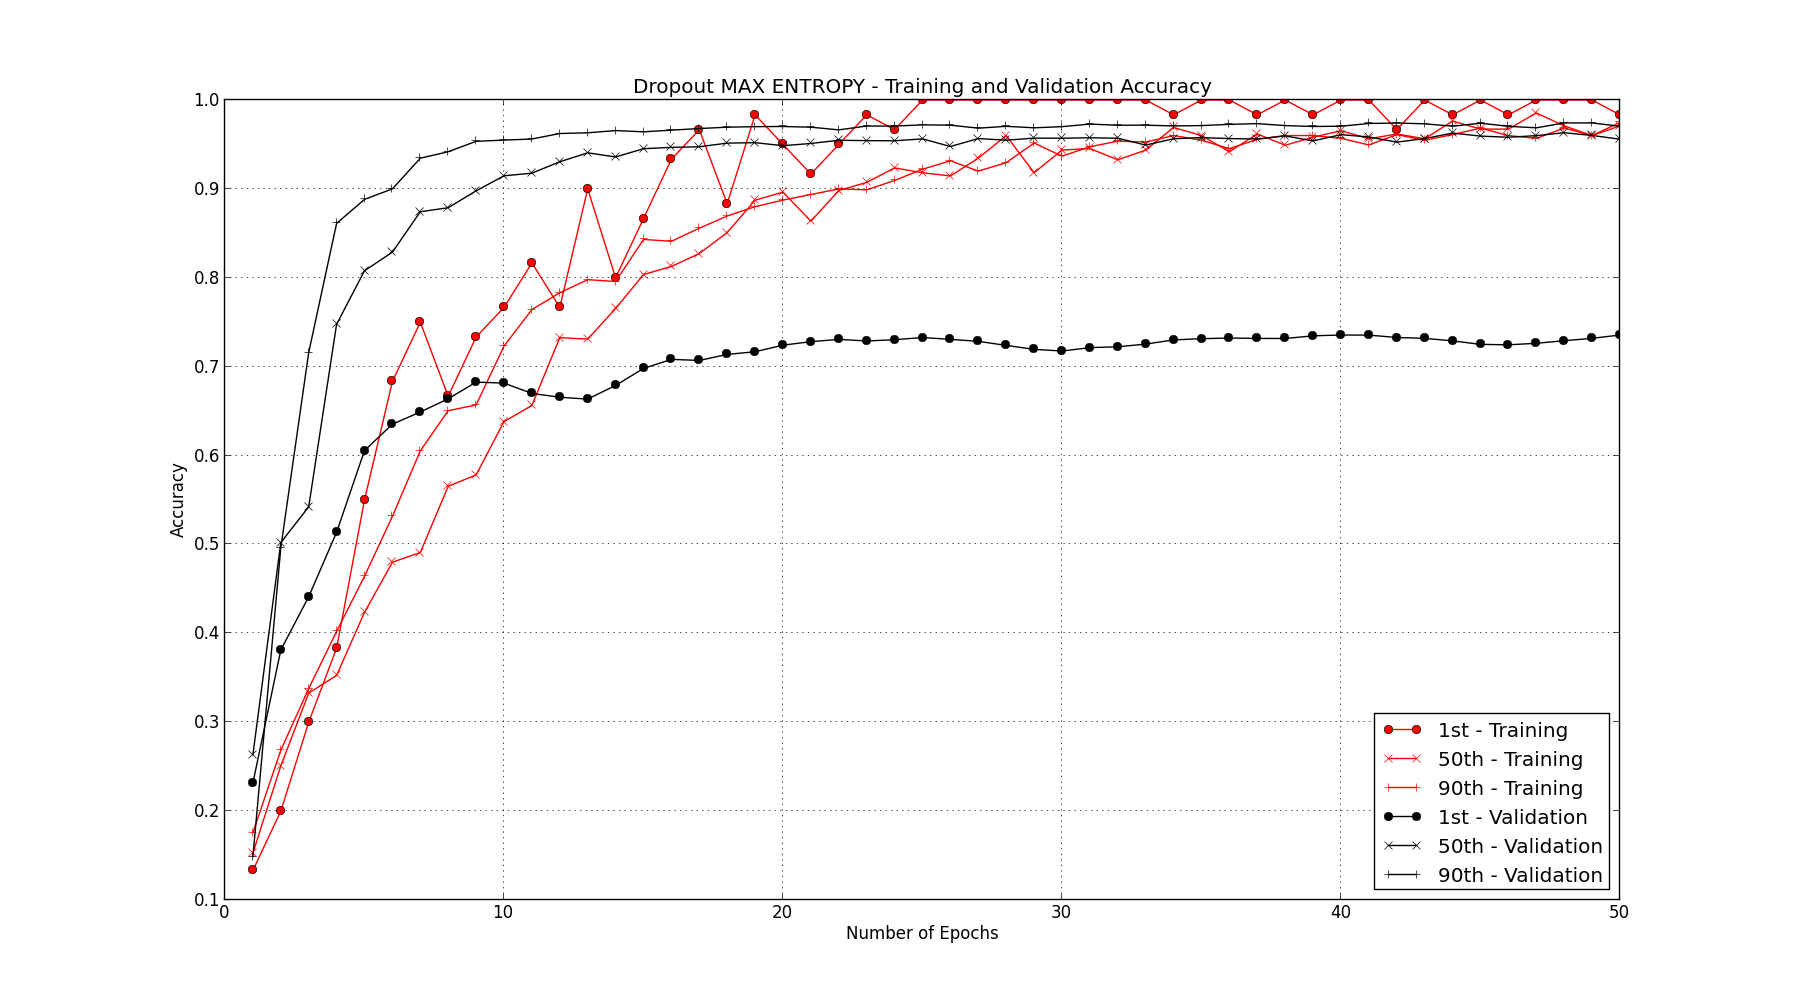 Dropout MAX ENTROPY - Training and Validation Accuracy
1.0
0.9
0.8
0.7
0.6
0.5
0.4
0.3
0.2
0.1
Accuracy
1st - Training
50th - Training
90th - Training
1st - Validation
50th - Validation
90th - Validation
0 10 20 30 40 50
Number of Epochs